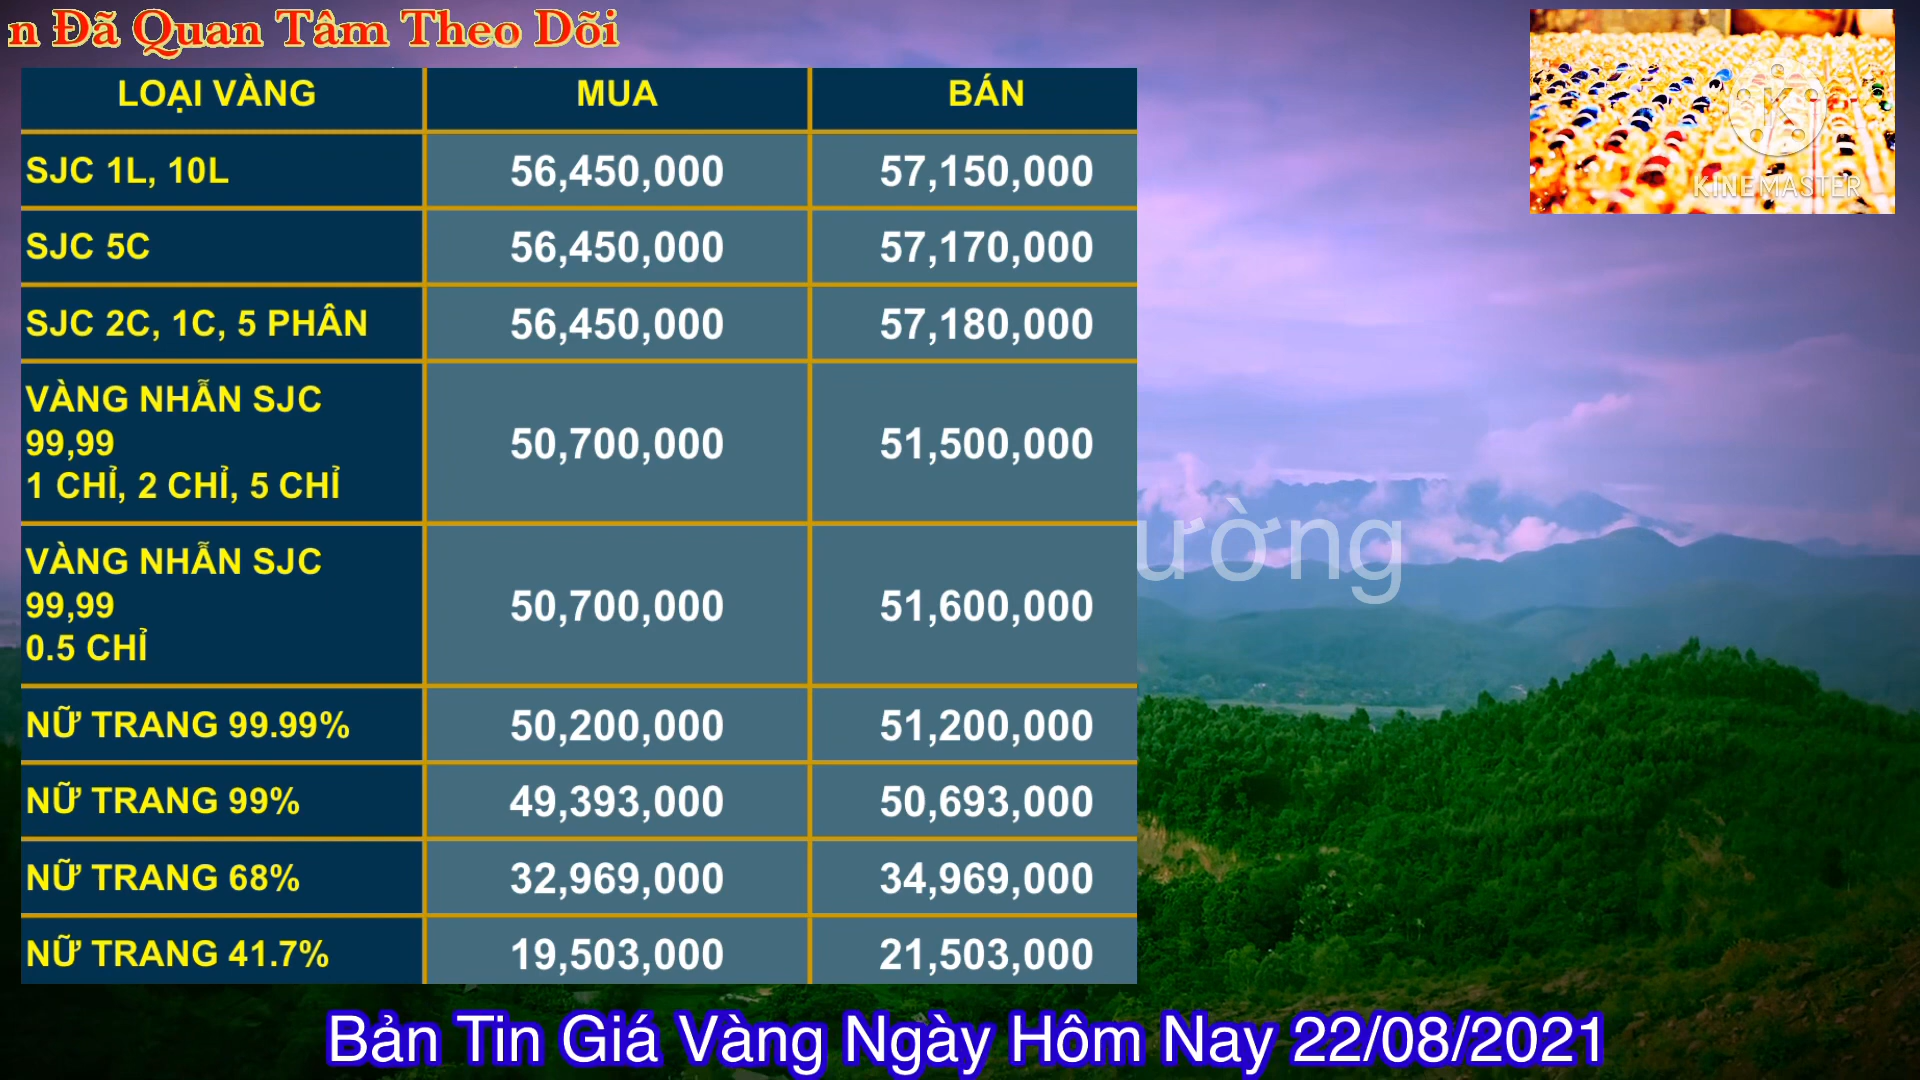 n Đã Quan Tâm Theo Dõi
LOẠI VÀNG MUA BÁN
SJC 1L, 10L 56,450,000 57,150,000
SJC 5C 56,450,000 57,170,000
SJC 2C, 1C, 5 PHÂN 56,450,000 57,180,000
VÀNG NHẪN SJC
99,99
1 CHỈ, 2 CHỈ, 5 CHỈ 50,700,000 51,500,000
VÀNG NHẪN SJC
99,99
0.5 CHỈ 50,700,000 51,600,000
NỮ TRANG 99.99% 50,200,000 51,200,000
NỮ TRANG 99% 49,393,000 50,693,000
NỮ TRANG 68% 32,969,000 34,969,000
NỮ TRANG 41.7% 19,503,000 21,503,000
K
KINEMASTER
ường
Bản Tin Giá Vàng Ngày Hôm Nay 22/08/2021